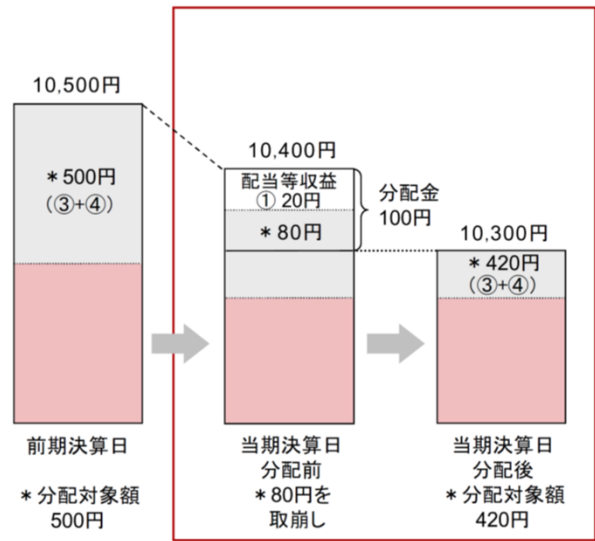 10,500円
*500円
(③+④)
前期決算日
*分配対象額
500円
10,400円
配当等収益
① 20円
*80円
分配金
100円
当期決算日
分配前
*80円を
取崩し
10,300円
*420円
(③+④)
当期決算日
分配後
*分配対象額
420円